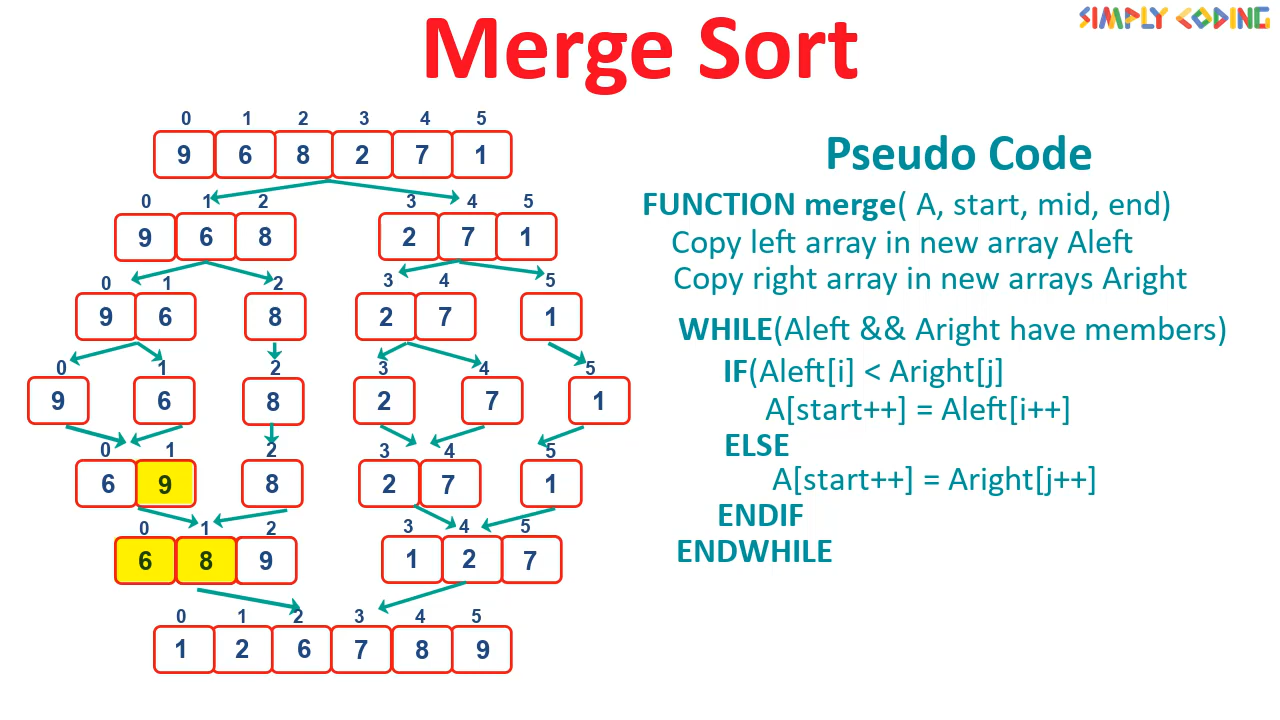 SIMPLY CODING
Merge Sort
0 1 2 3 4 5
9 6 8 2 7 1
0 1 2 3 4 5
9 6 8 2 7 1
0 1 2 3 4 5
9 6 8 2 7 1
0 1 2 3 4 5
9 6 8 2 7 1
0 1 2 3 4 5
6 9 8 2 7 1
0 1 2 3 4 5
6 8 9 1 2 7
0 1 2 3 4 5
1 2 6 7 8 9
Pseudo Code
FUNCTION merge( A, start, mid, end)
Copy left array in new array Aleft
Copy right array in new arrays Aright
WHILE(Aleft && Aright have members)
IF(Aleft[i] < Aright[j]
A[start++] = Aleft[i++]
ELSE
A[start++] = Aright[j++]
ENDIF
ENDWHILE